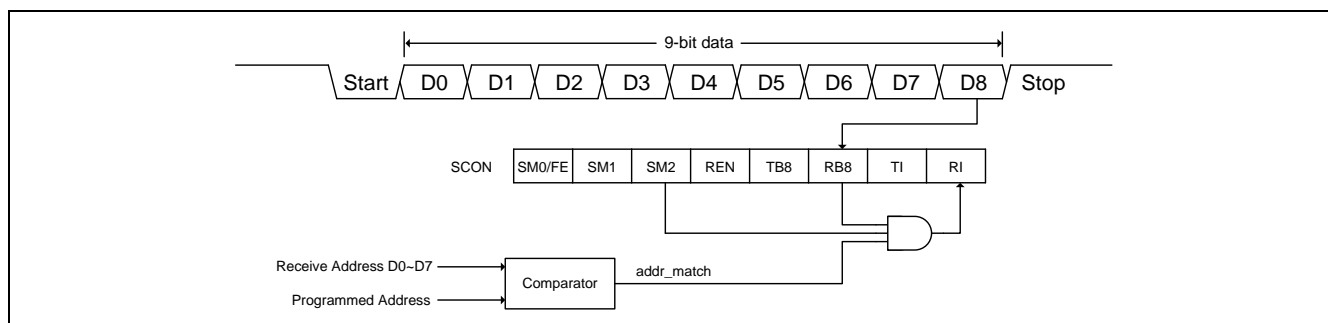 9-bit data
Start D0 D1 D2 D3 D4 D5 D6 D7 D8 Stop
SCON SM0/FE SM1 SM2 REN TB8 RB8 TI RI
Receive Address D0~D7
addr_match
Comparator
Programmed Address